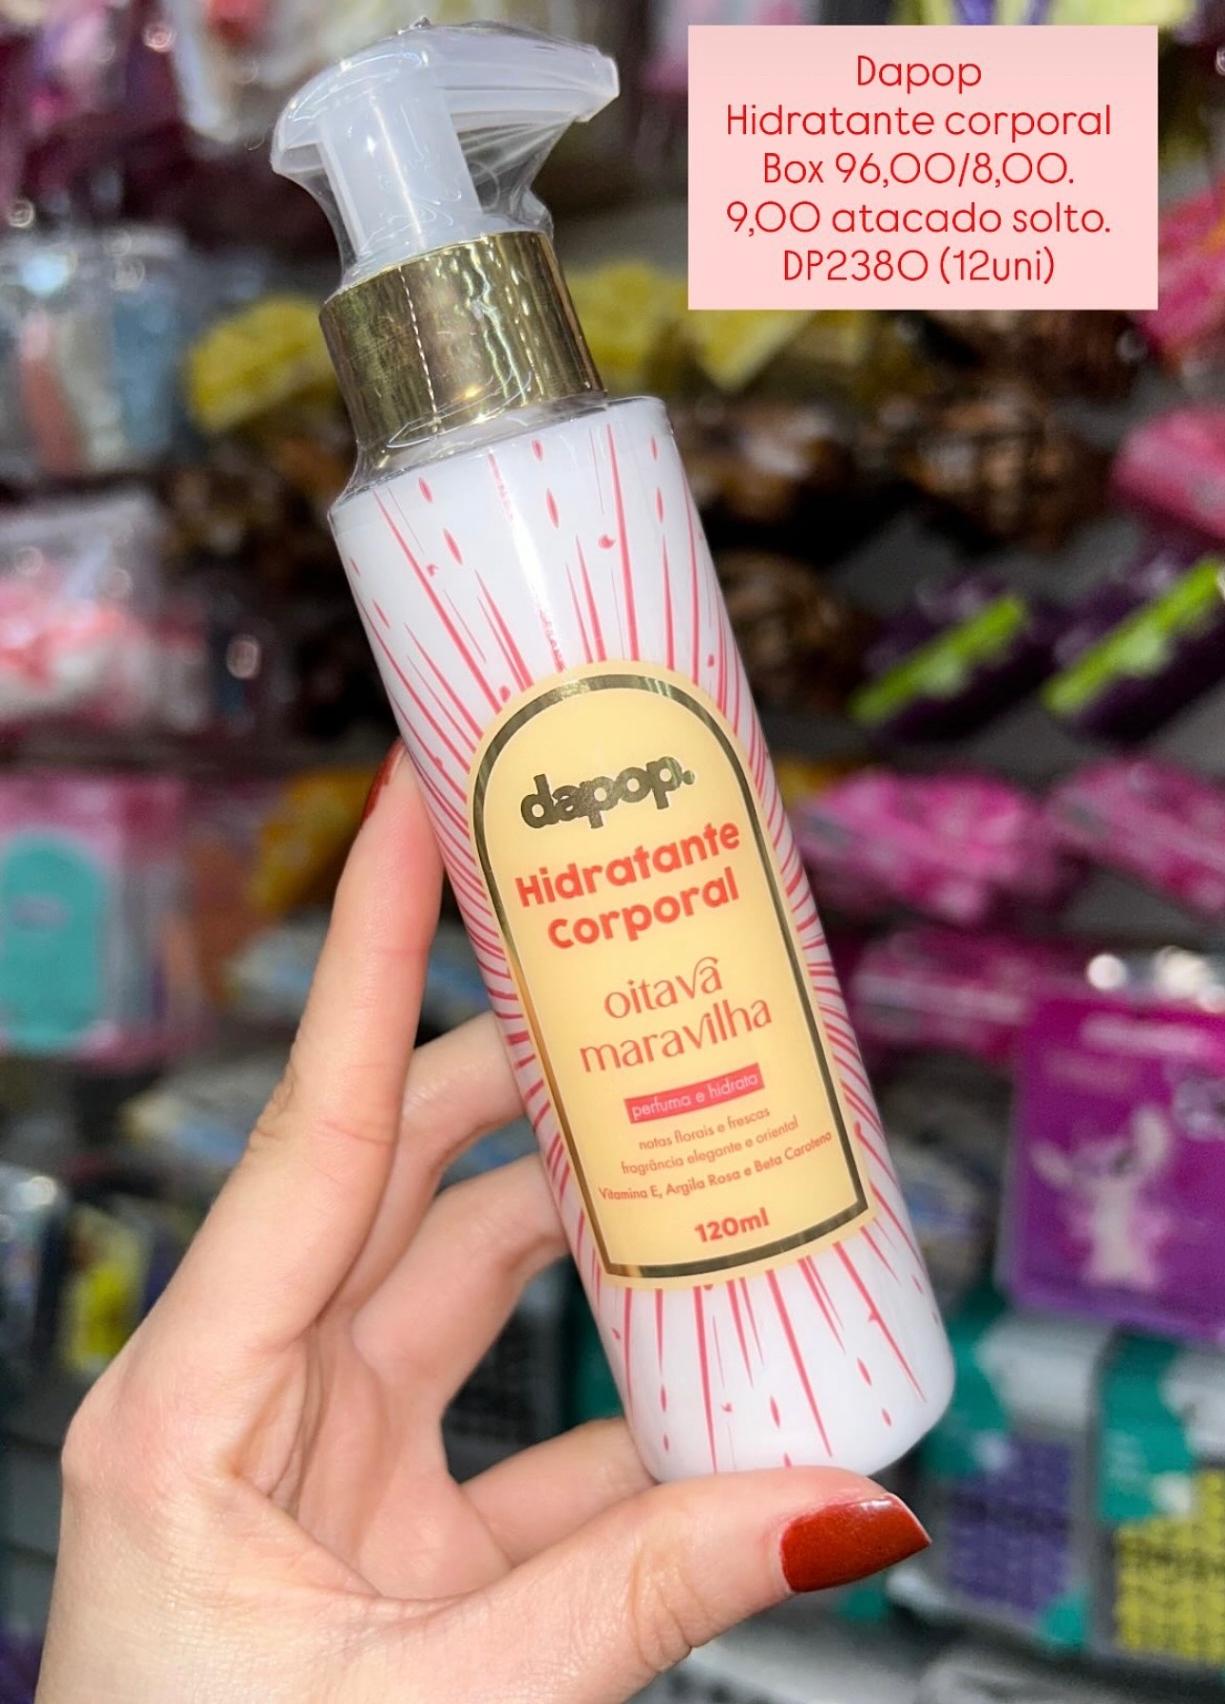 Dapop
Hidratante corporal
Box 96,00/8,00.
9,00 atacado solto.
DP2380 (12uni)
dapop.
Hidratante
Corporal
oitava
maravilha
perfuma e hidrata
notas florais e frescas
fragrância elegante e oriental
Vitamina E, Argila Rosa e Beta Caroteno
120ml